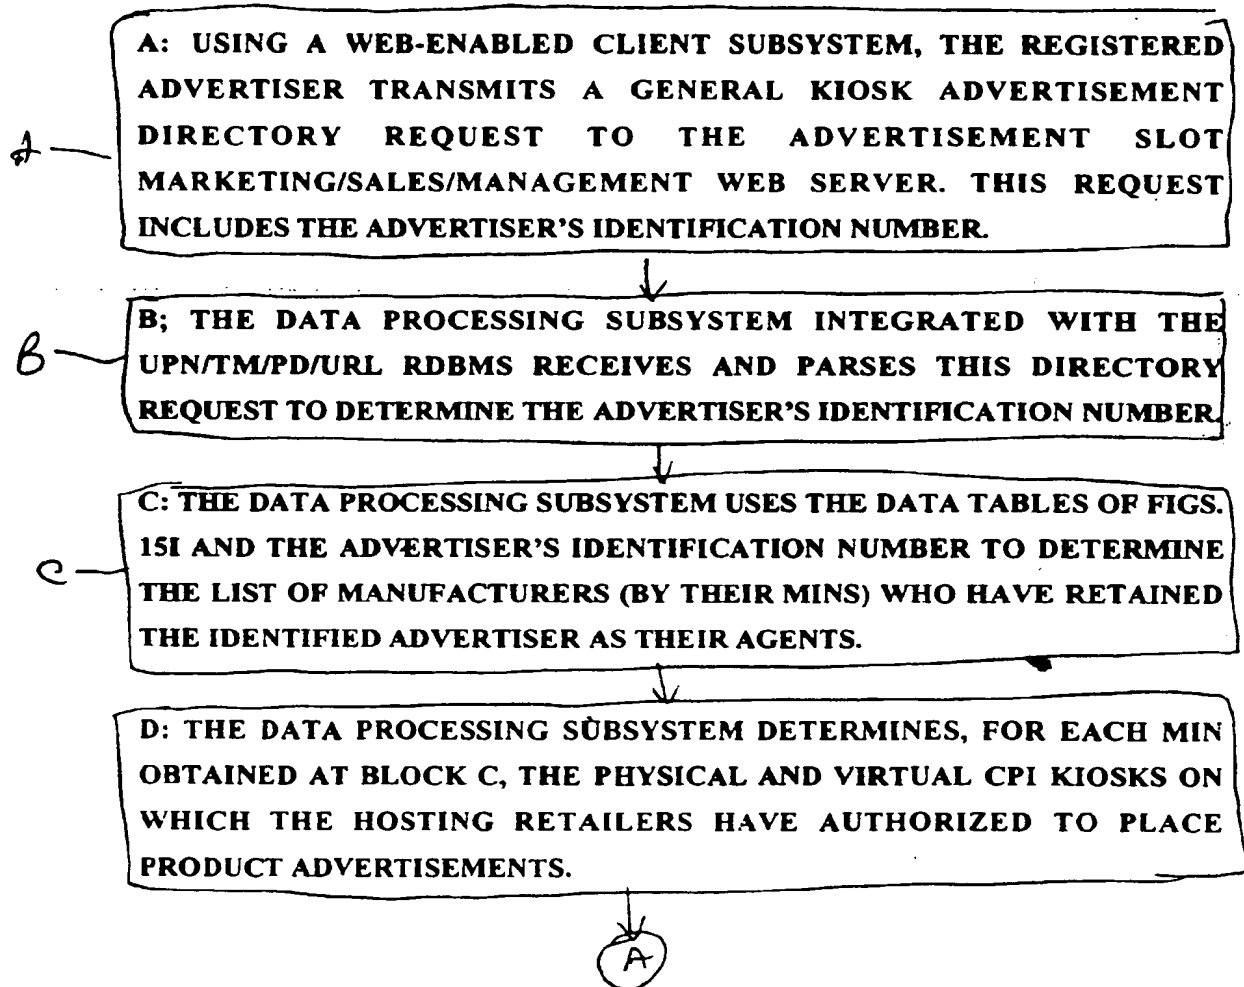 A: USING A WEB-ENABLED CLIENT SUBSYSTEM, THE REGISTERED
ADVERTISER TRANSMITS A GENERAL KIOSK ADVERTISEMENT
DIRECTORY REQUEST TO THE ADVERTISEMENT SLOT
A
MARKETING/SALES/MANAGEMENT WEB SERVER. THIS REQUEST
INCLUDES THE ADVERTISER'S IDENTIFICATION NUMBER.
B; THE DATA PROCESSING SUBSYSTEM INTEGRATED WITH THE
B
UPN/TM/PD/URL RDBMS RECEIVES AND PARSES THIS DIRECTORY
REQUEST TO DETERMINE THE ADVERTISER'S IDENTIFICATION NUMBER.
C: THE DATA PROCESSING SUBSYSTEM USES THE DATA TABLES OF FIGS.
15I AND THE ADVERTISER'S IDENTIFICATION NUMBER TO DETERMINE
C
THE LIST OF MANUFACTURERS (BY THEIR MINS) WHO HAVE RETAINED
THE IDENTIFIED ADVERTISER AS THEIR AGENTS.
D: THE DATA PROCESSING SUBSYSTEM DETERMINES, FOR EACH MIN
OBTAINED AT BLOCK C, THE PHYSICAL AND VIRTUAL CPI KIOSKS ON
WHICH THE HOSTING RETAILERS HAVE AUTHORIZED TO PLACE
PRODUCT ADVERTISEMENTS.
A